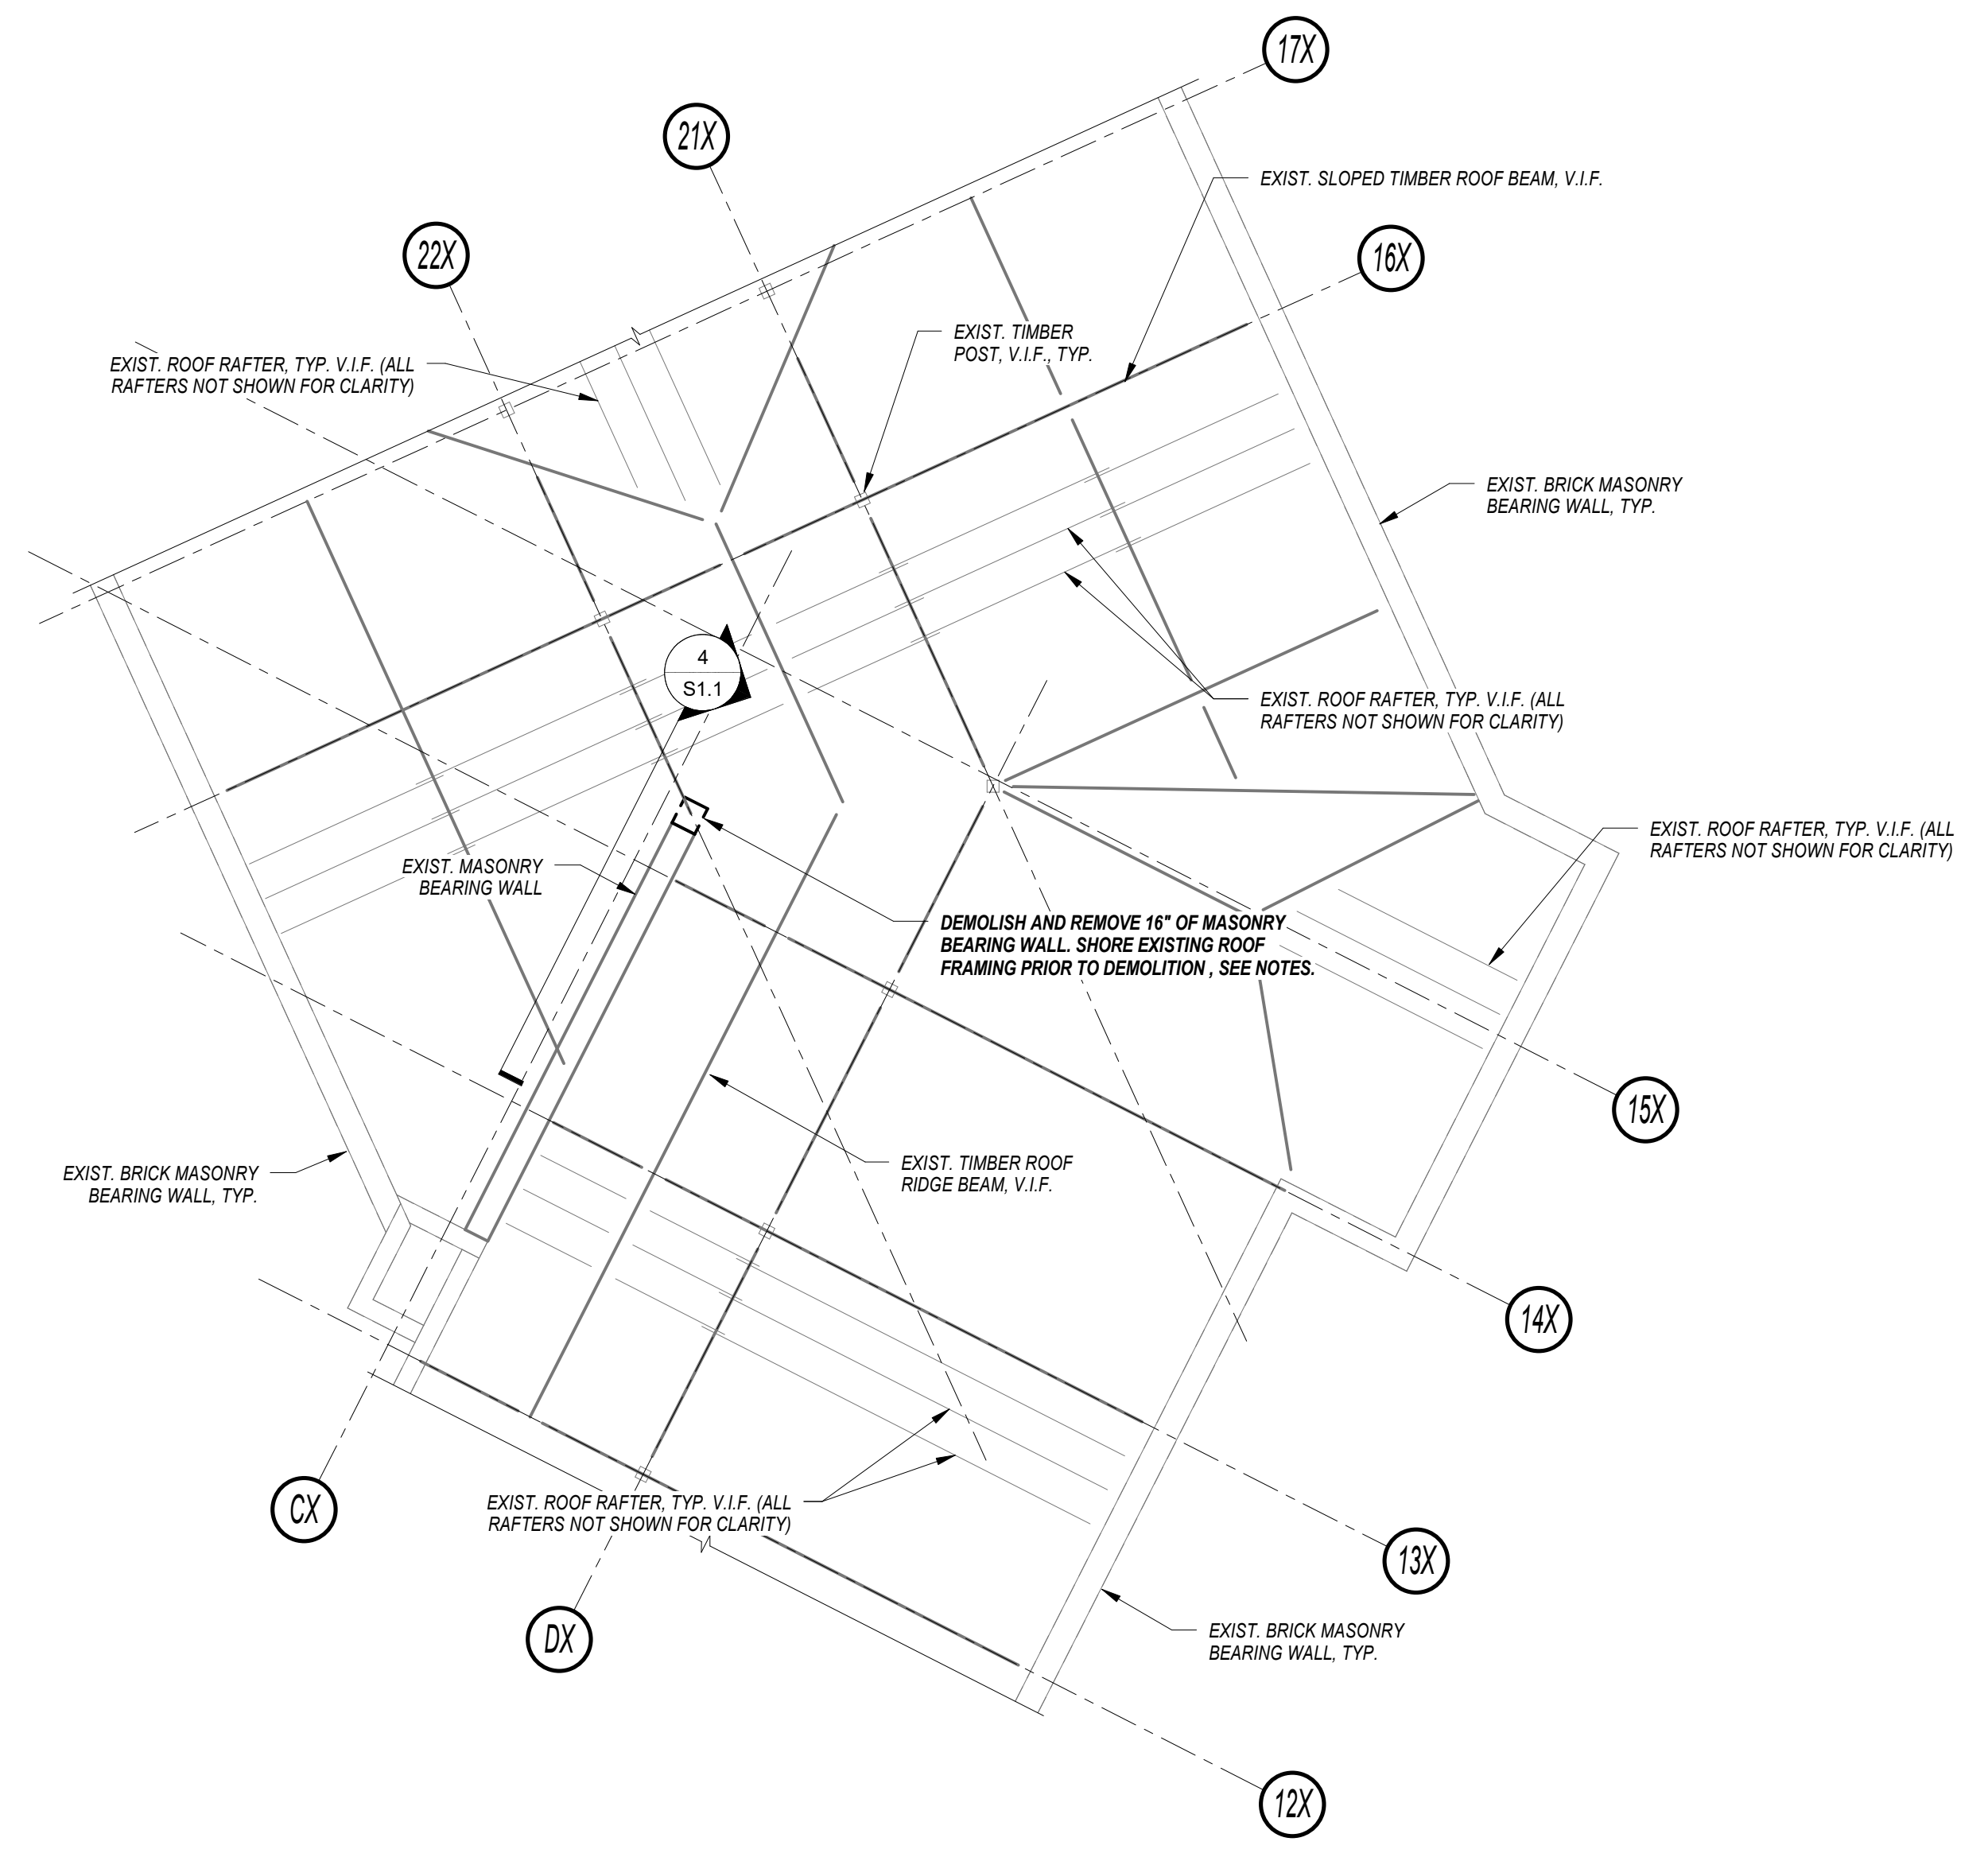 17X
21X
EXIST. SLOPED TIMBER ROOF BEAM, V.I.F.
22X
16X
EXIST. TIMBER
POST, V.I.F., TYP.
EXIST. ROOF RAFTER, TYP. V.I.F. (ALL
RAFTERS NOT SHOWN FOR CLARITY)
EXIST. BRICK MASONRY
BEARING WALL, TYP.
4
S1.1
EXIST. ROOF RAFTER, TYP. V.I.F. (ALL
RAFTERS NOT SHOWN FOR CLARITY)
EXIST. ROOF RAFTER, TYP. V.I.F. (ALL
RAFTERS NOT SHOWN FOR CLARITY)
EXIST. MASONRY
BEARING WALL
DEMOLISH AND REMOVE 16" OF MASONRY
BEARING WALL. SHORE EXISTING ROOF
FRAMING PRIOR TO DEMOLITION , SEE NOTES.
15X
EXIST. BRICK MASONRY
BEARING WALL, TYP.
EXIST. TIMBER ROOF
RIDGE BEAM, V.I.F.
14X
CX
EXIST. ROOF RAFTER, TYP. V.I.F. (ALL
RAFTERS NOT SHOWN FOR CLARITY)
13X
DX
EXIST. BRICK MASONRY
BEARING WALL, TYP.
12X